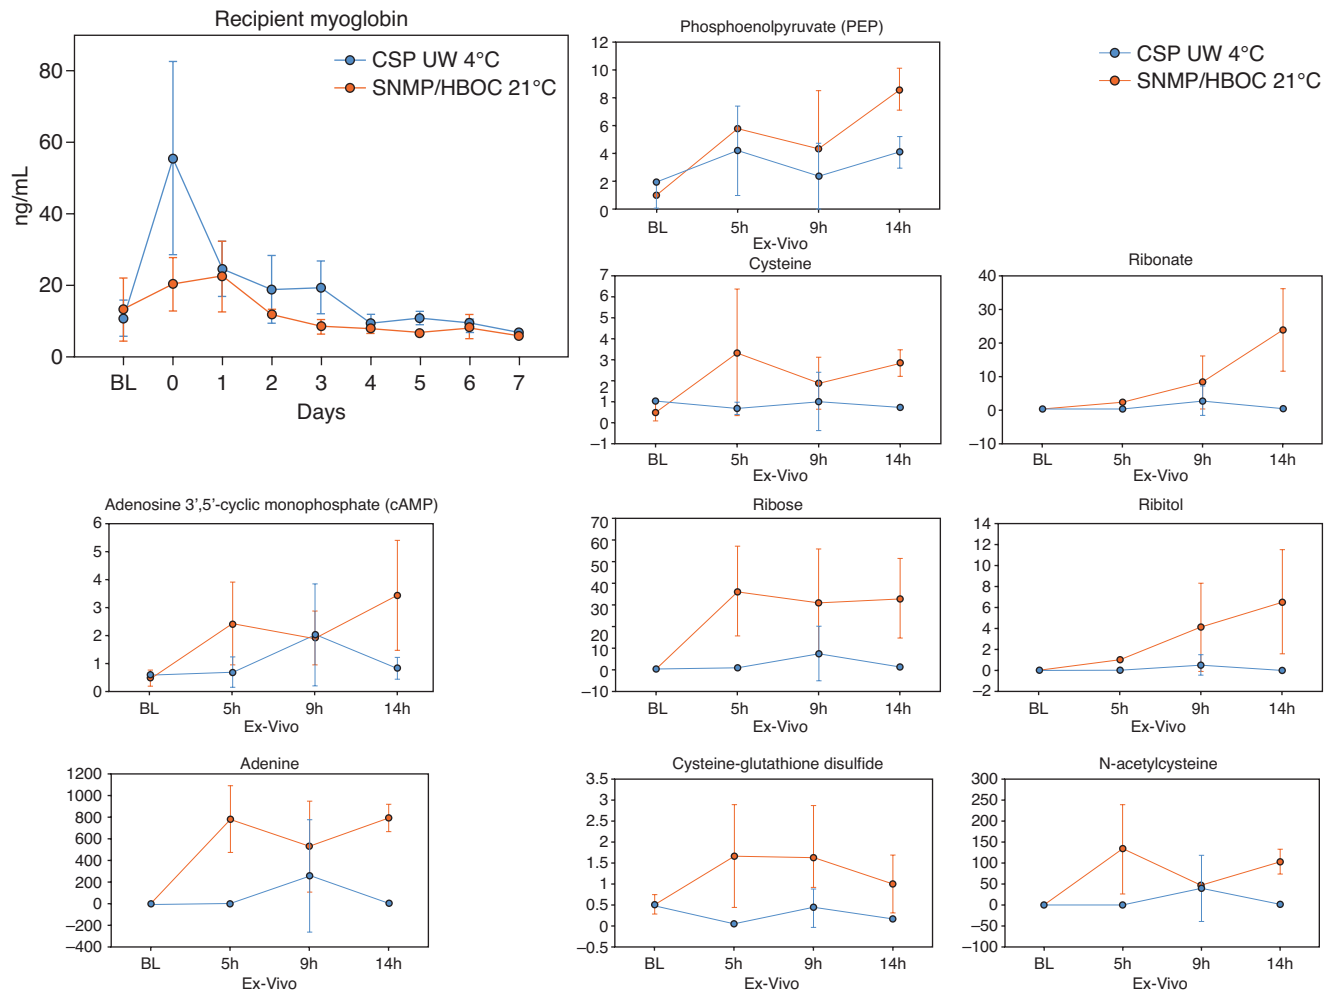 Recipient myoglobin
CSP UW 4°C
SNMP/HBOC 21°C
ng/mL
80
60
40
20
0
BL 0 1 2 3 4 5 6 7
Days
Phosphoenolpyruvate (PEP)
12
10
8
6
4
2
0
BL 5h 9h 14h
Ex-Vivo
CSP UW 4°C
SNMP/HBOC 21°C
Cysteine
7
6
5
4
3
2
1
0
–1
BL 5h 9h 14h
Ex-Vivo
Ribonate
40
30
20
10
0
–10
BL 5h 9h 14h
Ex-Vivo
Adenosine 3’,5’-cyclic monophosphate (cAMP)
6
5
4
3
2
1
0
BL 5h 9h 14h
Ex-Vivo
Ribose
70
60
50
40
30
20
10
0
–10
BL 5h 9h 14h
Ex-Vivo
Ribitol
14
12
10
8
6
4
2
0
–2
BL 5h 9h 14h
Ex-Vivo
Adenine
1200
1000
800
600
400
200
0
–200
–400
BL 5h 9h 14h
Ex-Vivo
Cysteine-glutathione disulfide
3.5
3
2.5
2
1.5
1
0.5
0
–0.5
BL 5h 9h 14h
Ex-Vivo
N-acetylcysteine
300
250
200
150
100
50
0
–50
–100
BL 5h 9h 14h
Ex-Vivo